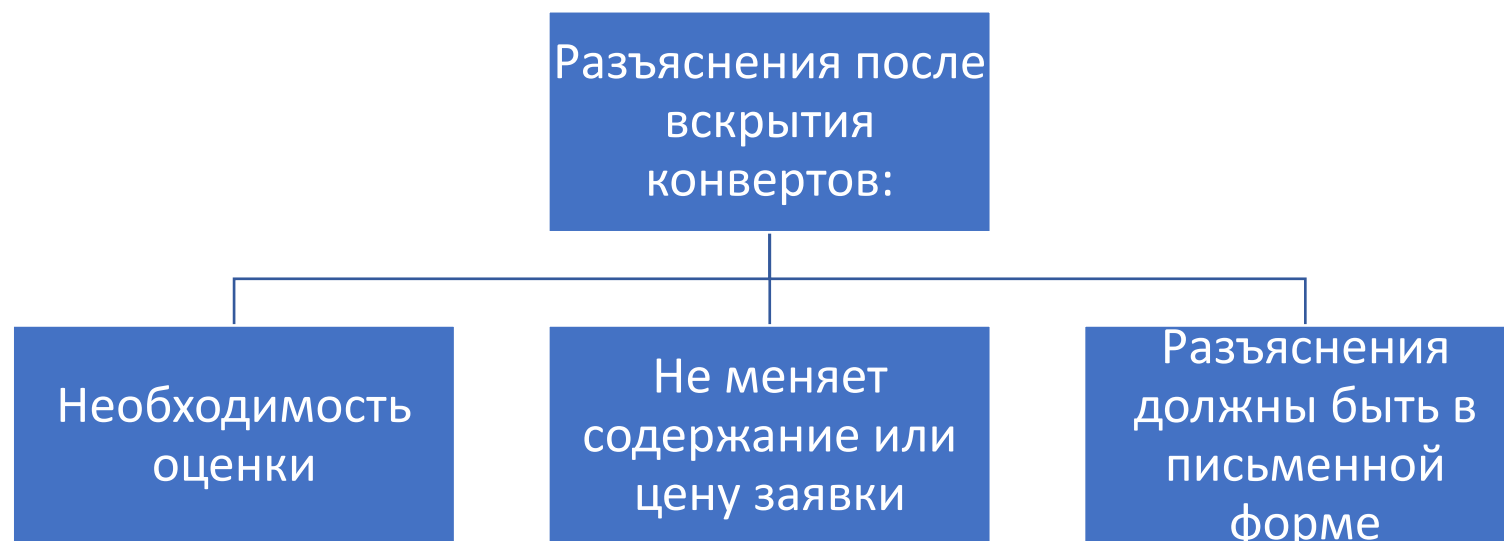 Разъяснения после
вскрытия
конвертов:
Необходимость
оценки
Не меняет
содержание или
цену заявки
Разъяснения
должны быть в
письменной
форме